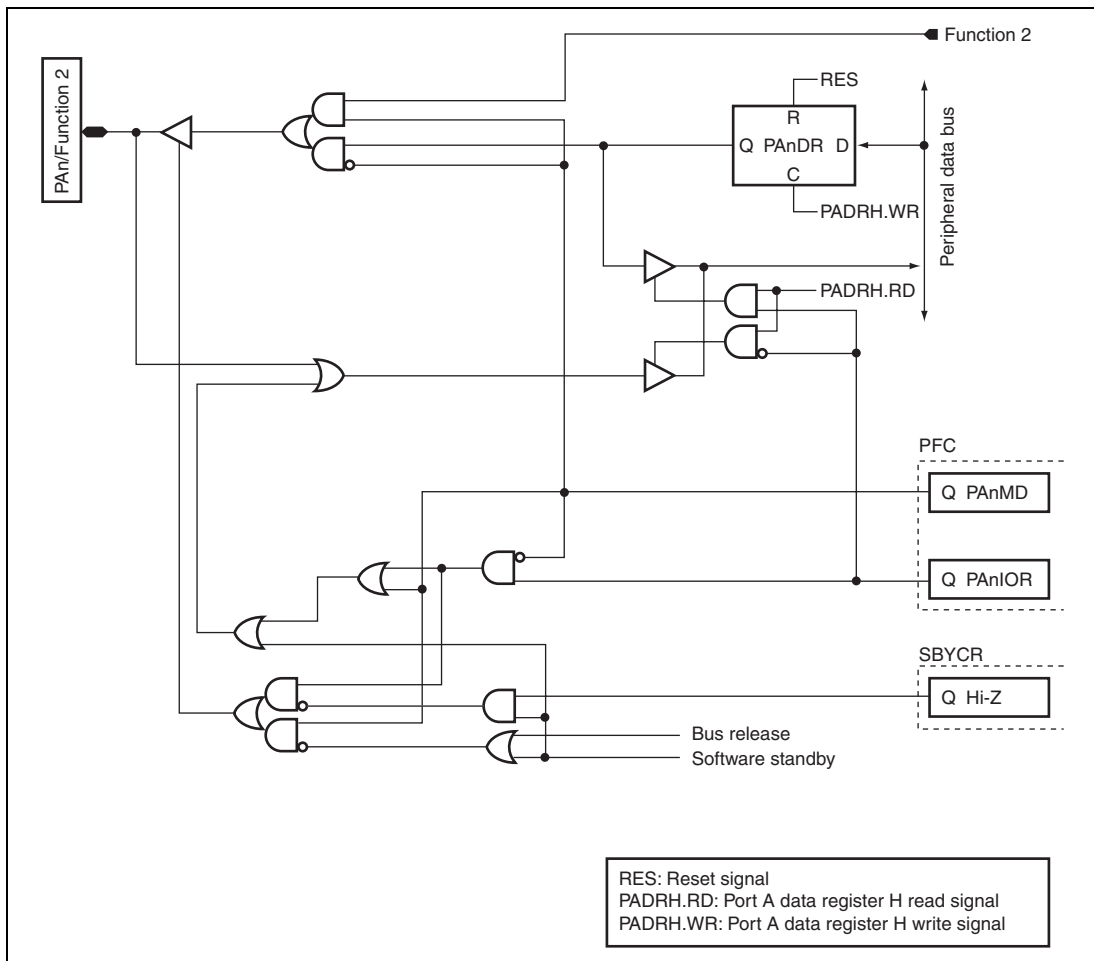 Function 2
PAn/Function 2
RES
R
Q PAnDR D
C
PADRH.WR
Peripheral data bus
PADRH.RD
PFC
Q PAnMD
Q PAnIOR
SBYCR
Q Hi-Z
Bus release
Software standby
RES: Reset signal
PADRH.RD: Port A data register H read signal
PADRH.WR: Port A data register H write signal